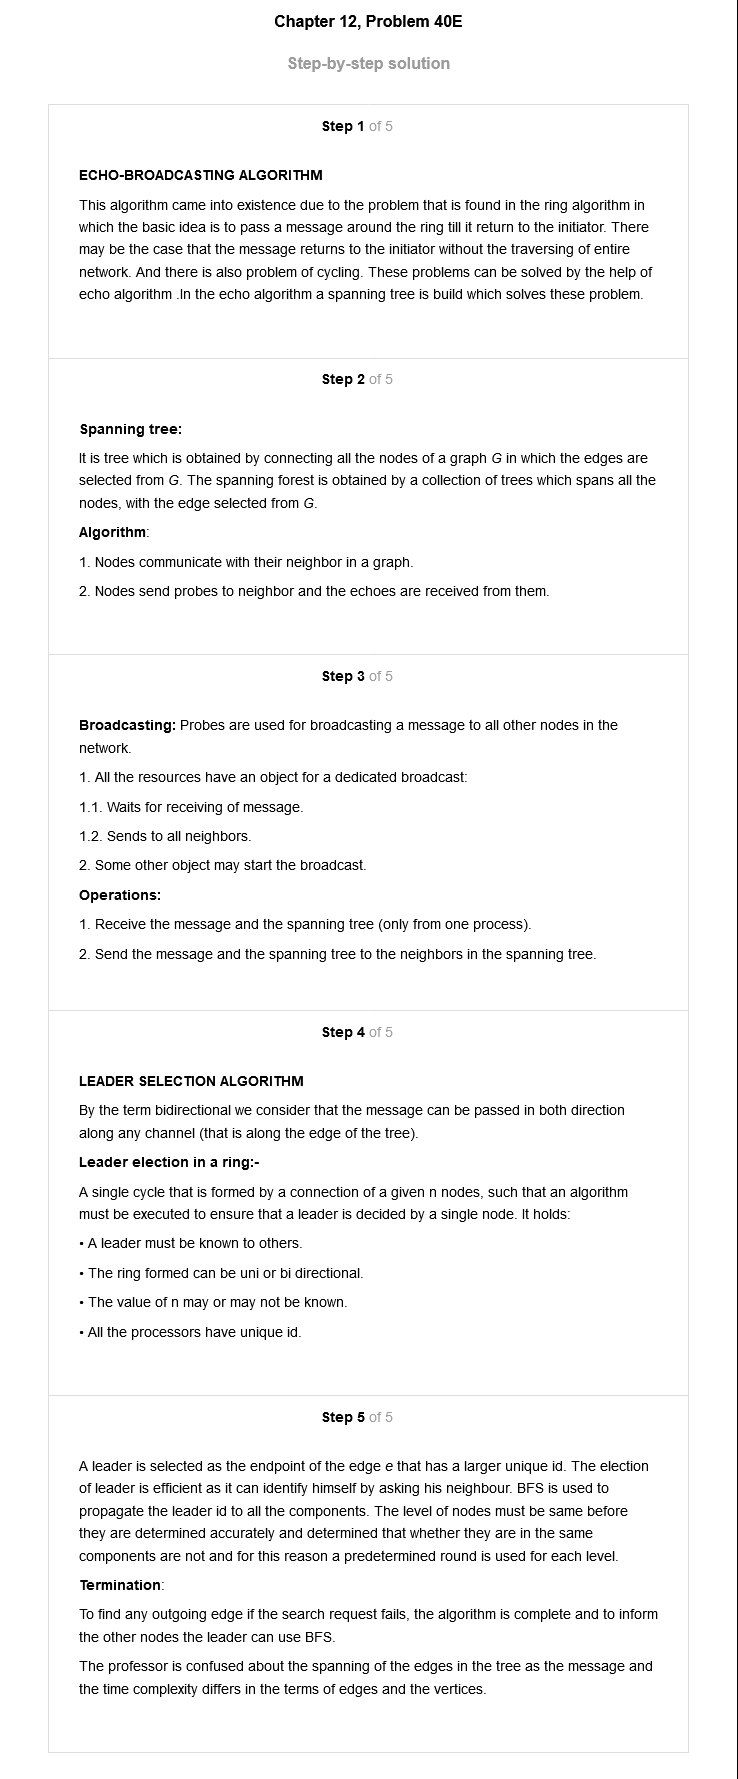 Chapter 12, Problem 40E
Step-by-step solution
Step 1 of 5
ECHO-BROADCASTING ALGORITHM
This algorithm came into existence due to the problem that is found in the ring algorithm in
which the basic idea is to pass a message around the ring till it return to the initiator. There
may be the case that the message returns to the initiator without the traversing of entire
network. And there is also problem of cycling. These problems can be solved by the help of
echo algorithm .In the echo algorithm a spanning tree is build which solves these problem.
Step 2 of 5
Spanning tree:
It is tree which is obtained by connecting all the nodes of a graph G in which the edges are
selected from G. The spanning forest is obtained by a collection of trees which spans all the
nodes, with the edge selected from G.
Algorithm:
1. Nodes communicate with their neighbor in a graph.
2. Nodes send probes to neighbor and the echoes are received from them.
Step 3 of 5
Broadcasting: Probes are used for broadcasting a message to all other nodes in the
network.
1. All the resources have an object for a dedicated broadcast:
1.1. Waits for receiving of message.
1.2. Sends to all neighbors.
2. Some other object may start the broadcast.
Operations:
1. Receive the message and the spanning tree (only from one process).
2. Send the message and the spanning tree to the neighbors in the spanning tree.
Step 4 of 5
LEADER SELECTION ALGORITHM
By the term bidirectional we consider that the message can be passed in both direction
along any channel (that is along the edge of the tree).
Leader election in a ring:-
A single cycle that is formed by a connection of a given n nodes, such that an algorithm
must be executed to ensure that a leader is decided by a single node. It holds:
• A leader must be known to others.
• The ring formed can be uni or bi directional.
• The value of n may or may not be known.
• All the processors have unique id.
Step 5 of 5
A leader is selected as the endpoint of the edge e that has a larger unique id. The election
of leader is efficient as it can identify himself by asking his neighbour. BFS is used to
propagate the leader id to all the components. The level of nodes must be same before
they are determined accurately and determined that whether they are in the same
components are not and for this reason a predetermined round is used for each level.
Termination:
To find any outgoing edge if the search request fails, the algorithm is complete and to inform
the other nodes the leader can use BFS.
The professor is confused about the spanning of the edges in the tree as the message and
the time complexity differs in the terms of edges and the vertices.